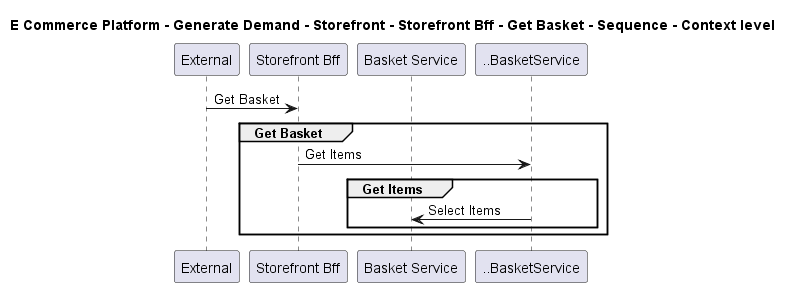 E Commerce Platform - Generate Demand - Storefront - Storefront Bff - Get Basket - Sequence - Context level
External Storefront Bff Basket Service ..BasketService
Get Basket
Get Basket
Get Items
Get Items
Select Items
External Storefront Bff Basket Service ..BasketService